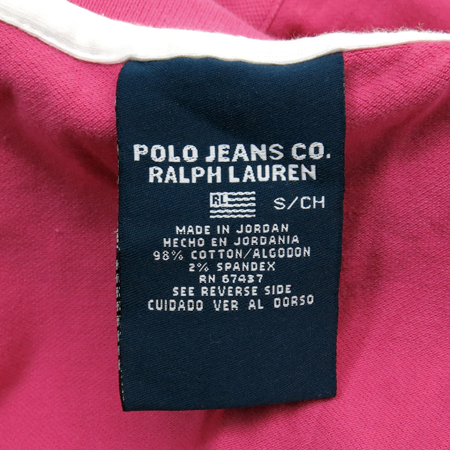 POLO JEANS CO.
RALPH LAUREN
RL S/CH
MADE IN JORDAN
HECHO EN JORDANIA
98% COTTON/ALGODON
2% SPANDEX
RN 67437
SEE REVERSE SIDE
CUIDADO VER AL DORSO